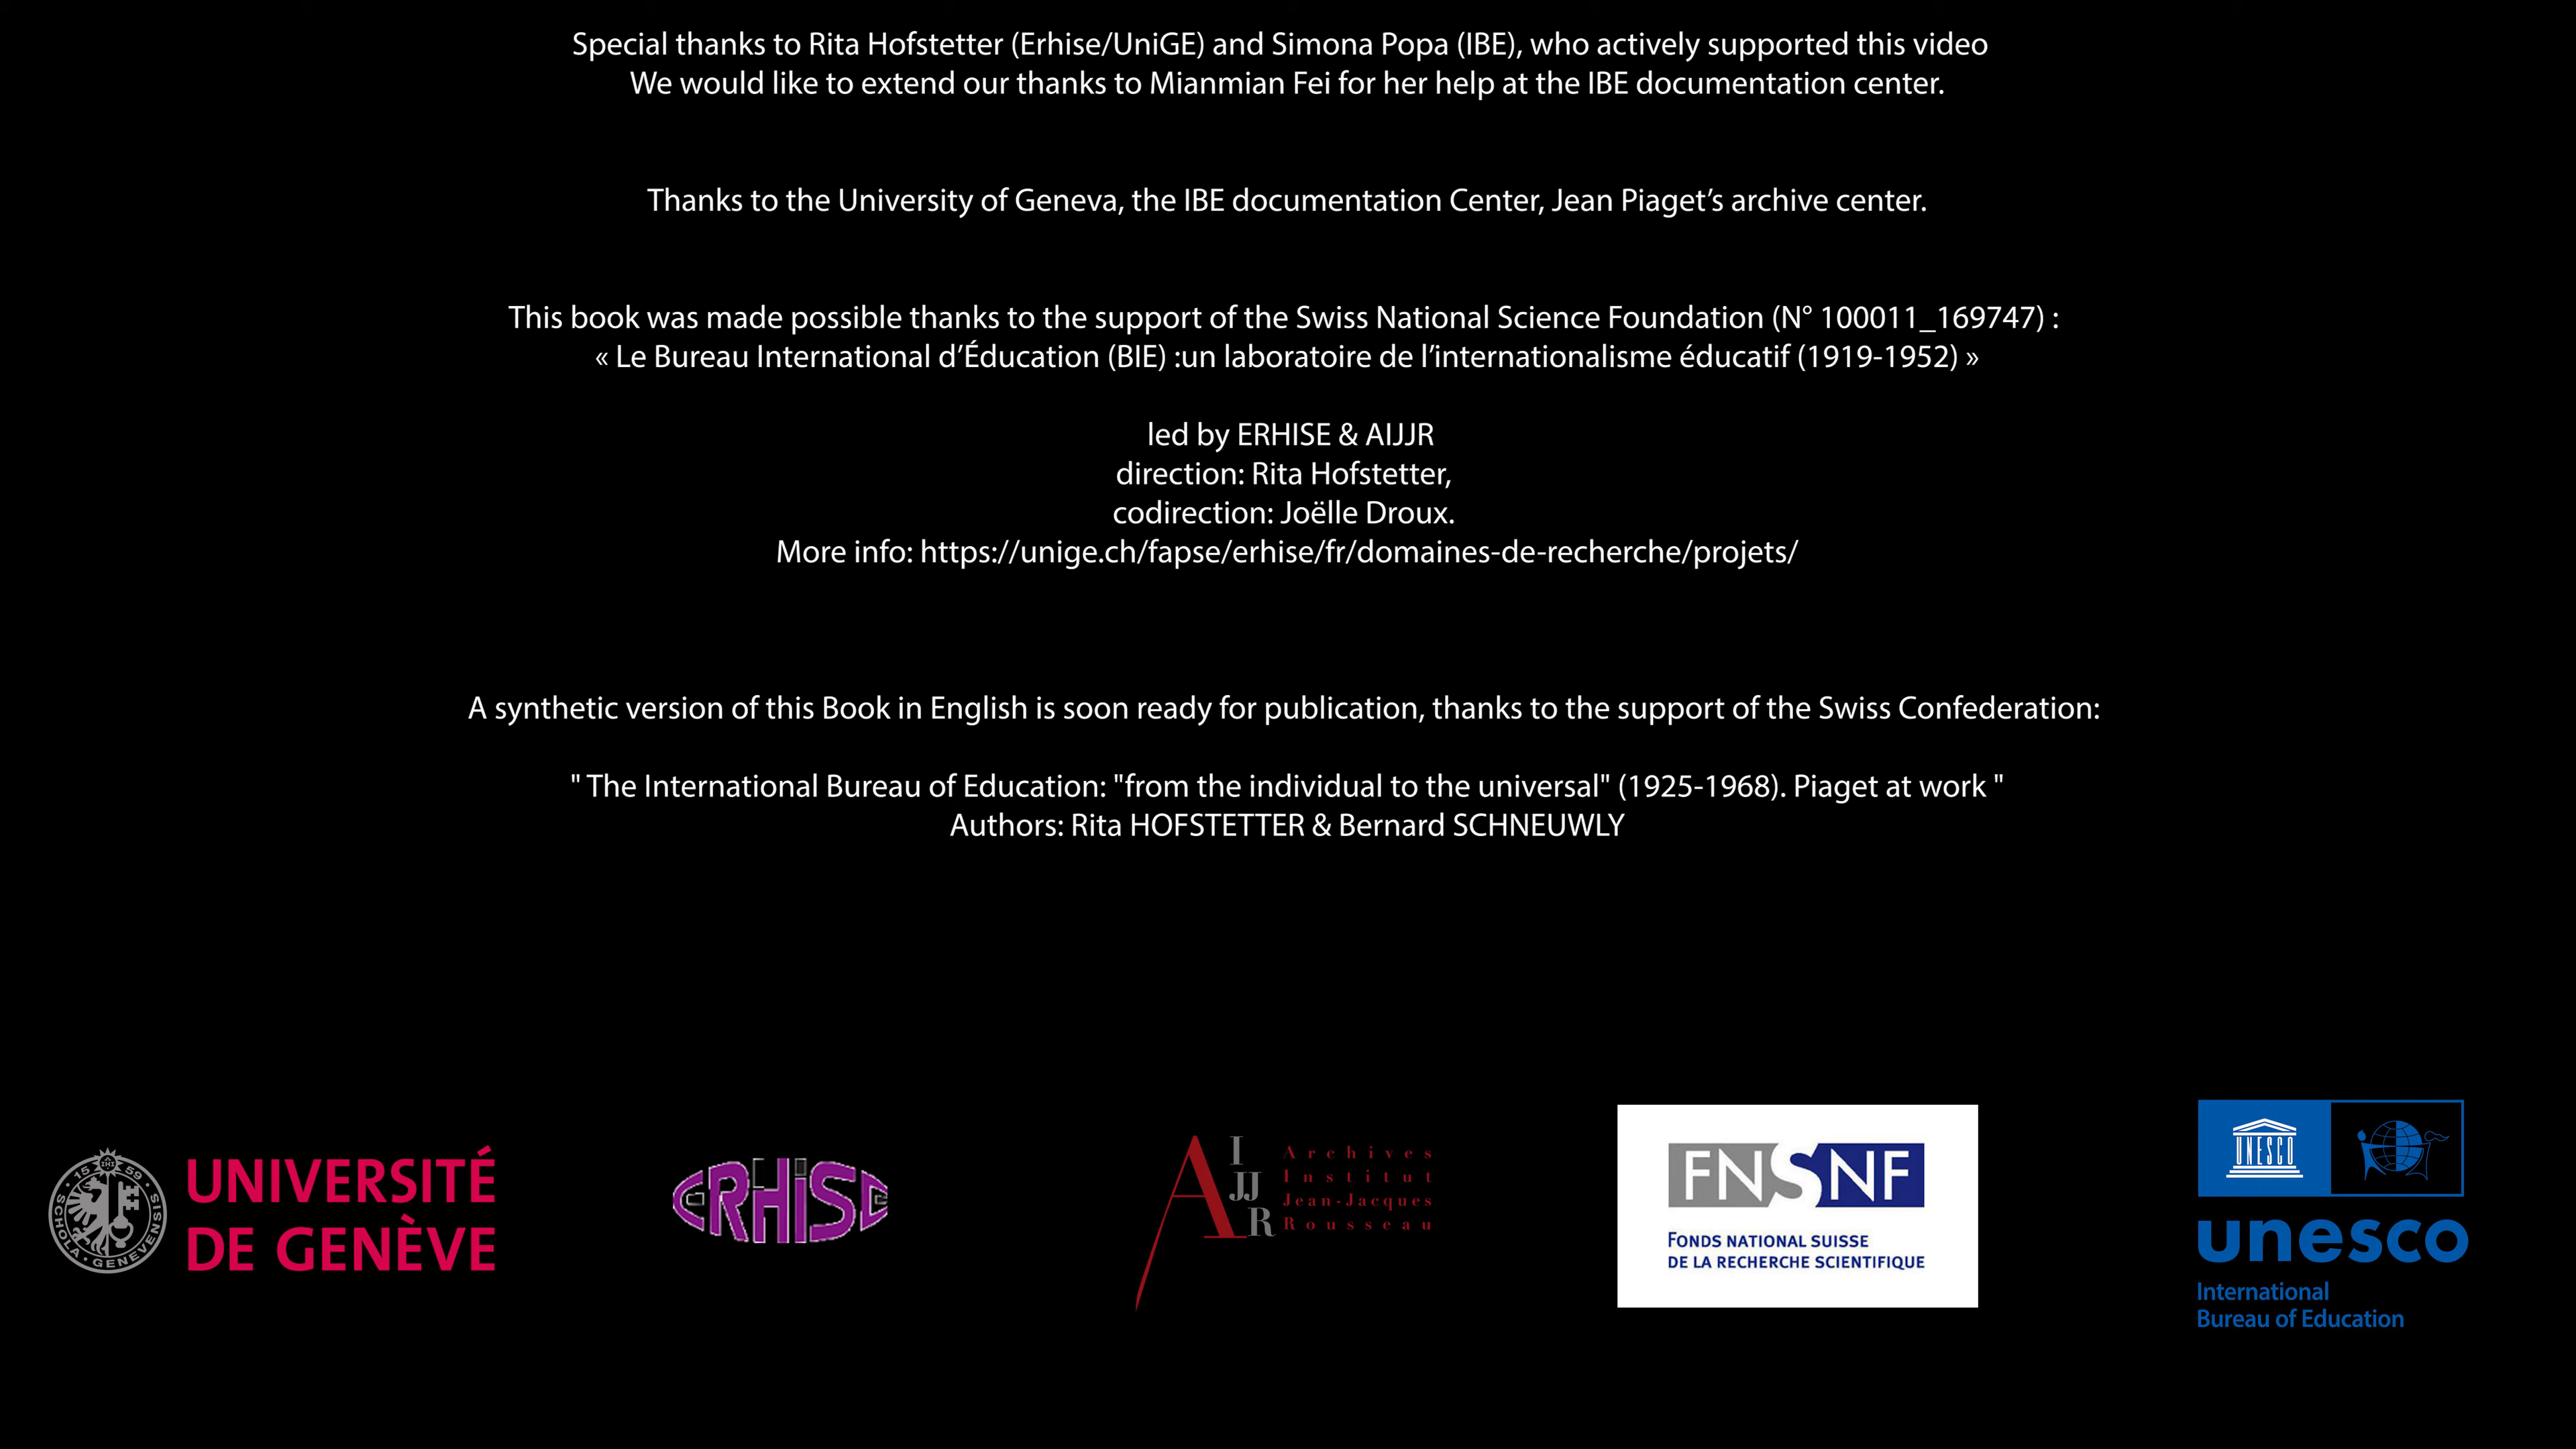 Special thanks to Rita Hofstetter (Erhise/UniGE) and Simona Popa (IBE), who actively supported this video
We would like to extend our thanks to Mianmian Fei for her help at the IBE documentation center.
Thanks to the University of Geneva, the IBE documentation Center, Jean Piaget’s archive center.
This book was made possible thanks to the support of the Swiss National Science Foundation (N° 100011_169747) :
« Le Bureau International d’Éducation (BIE) :un laboratoire de l’internationalisme éducatif (1919-1952) »
led by ERHISE & AIJJR
direction: Rita Hofstetter,
codirection: Joëlle Droux.
More info: https://unige.ch/fapse/erhise/fr/domaines-de-recherche/projets/
A synthetic version of this Book in English is soon ready for publication, thanks to the support of the Swiss Confederation:
" The International Bureau of Education: "from the individual to the universal" (1925-1968). Piaget at work "
Authors: Rita HOFSTETTER & Bernard SCHNEUWLY
SCHOLA GENEVENSIS
1559
IHS
UNIVERSITÉ
DE GENÈVE
ERHISE
A I JJ R
Archives
Institut
Jean-Jacques
Rousseau
FNSNF
FONDS NATIONAL SUISSE
DE LA RECHERCHE SCIENTIFIQUE
UNESCO
unesco
International
Bureau of Education